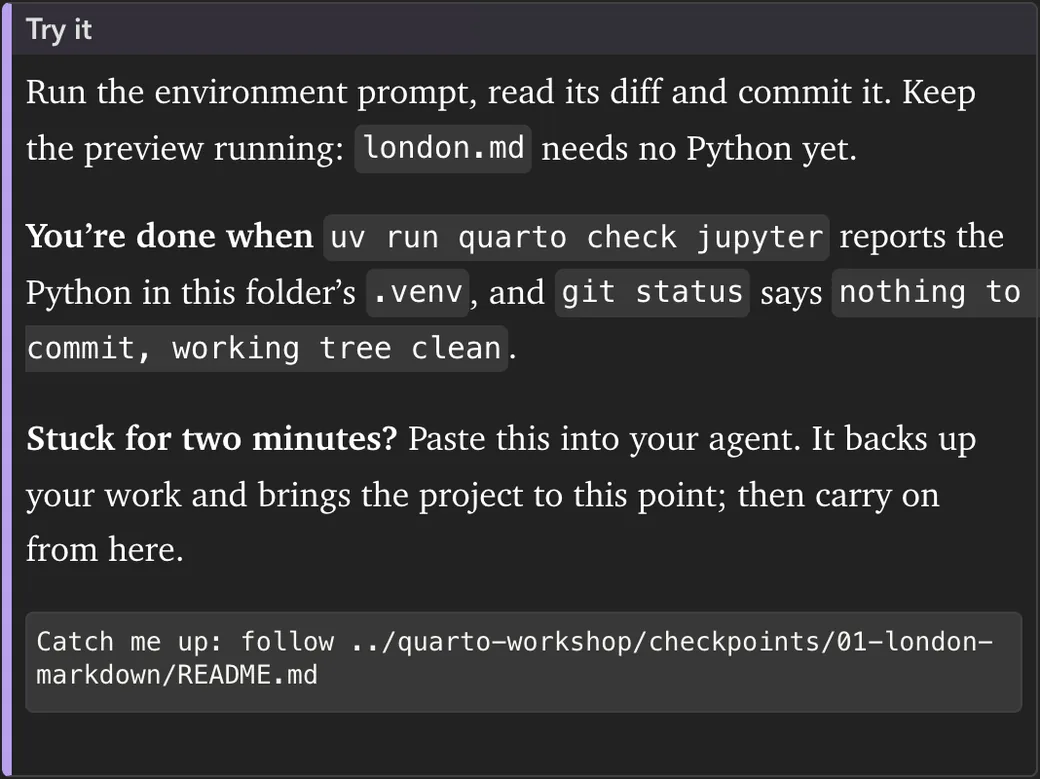 Try it
Run the environment prompt, read its diff and commit it. Keep
the preview running: london.md needs no Python yet.
You’re done when uv run quarto check jupyter reports the
Python in this folder’s .venv, and git status says nothing to
commit, working tree clean.
Stuck for two minutes? Paste this into your agent. It backs up
your work and brings the project to this point; then carry on
from here.
Catch me up: follow ../quarto-workshop/checkpoints/01-london-
markdown/README.md